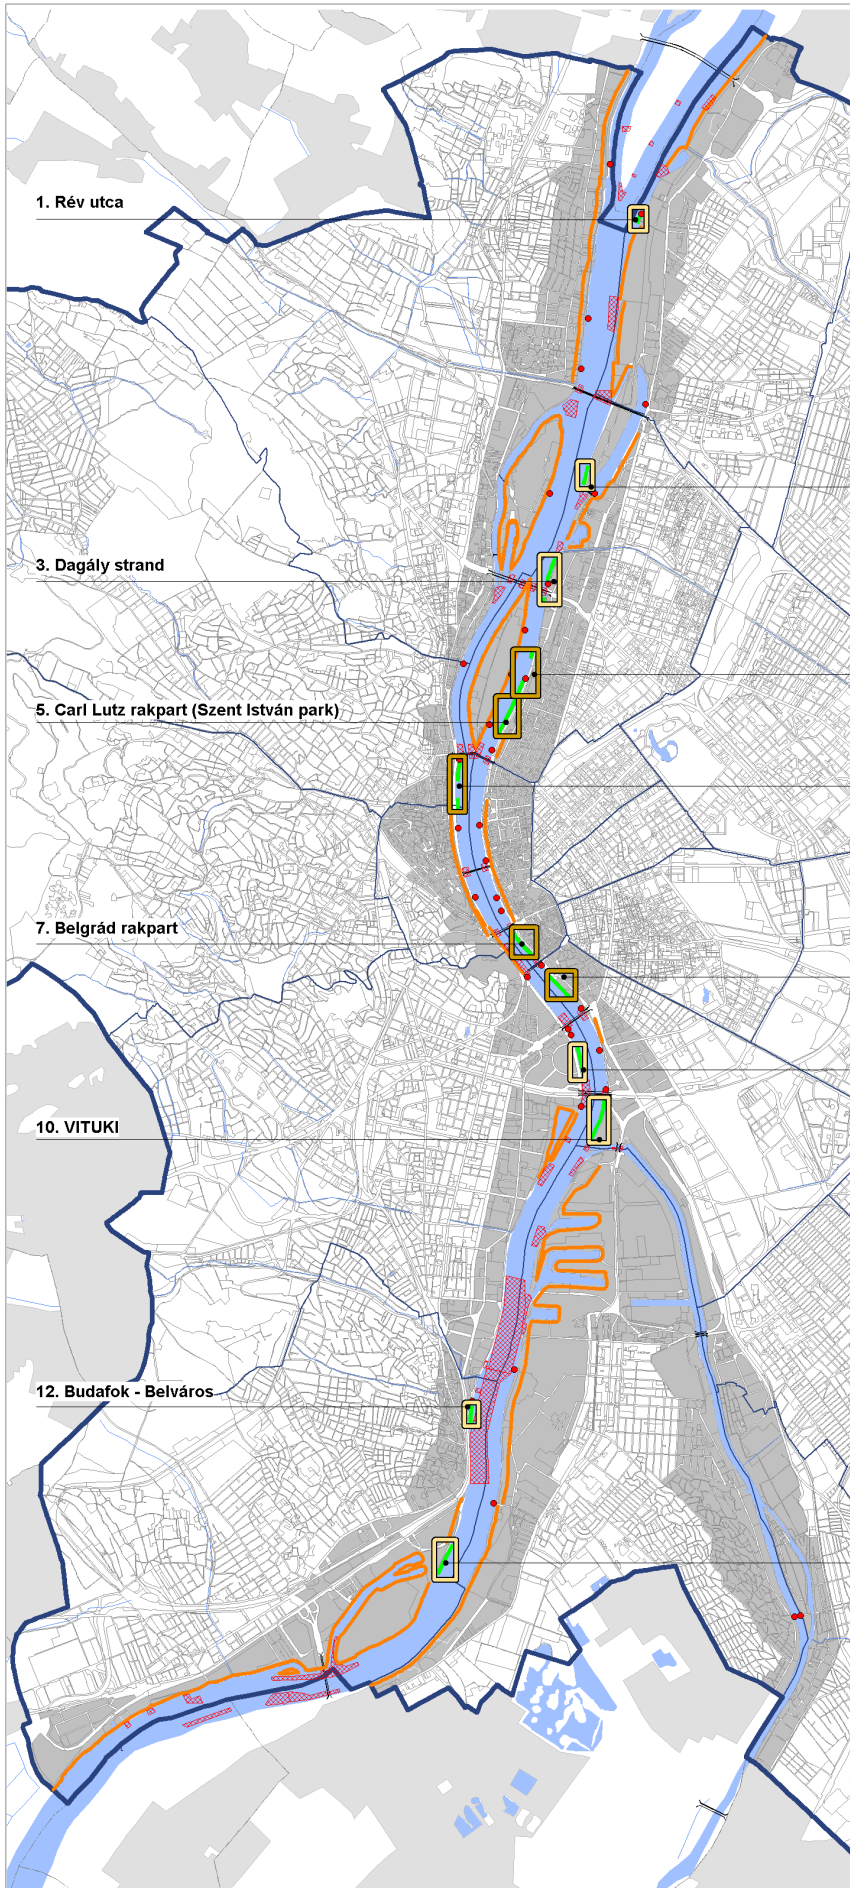 1. Rév utca
3. Dagály strand
5. Carl Lutz rakpart (Szent István park)
7. Belgrád rakpart
10. VITUKI
12. Budafok - Belváros